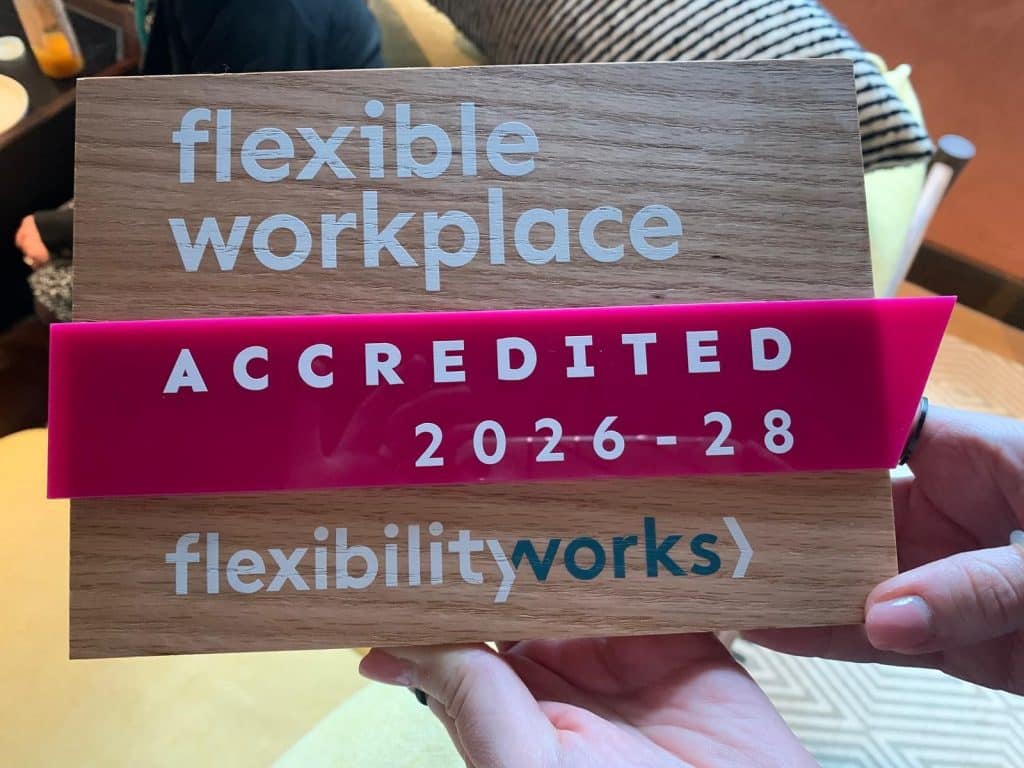 flexible
workplace
ACCREDITED
2026-28
flexibilityworks